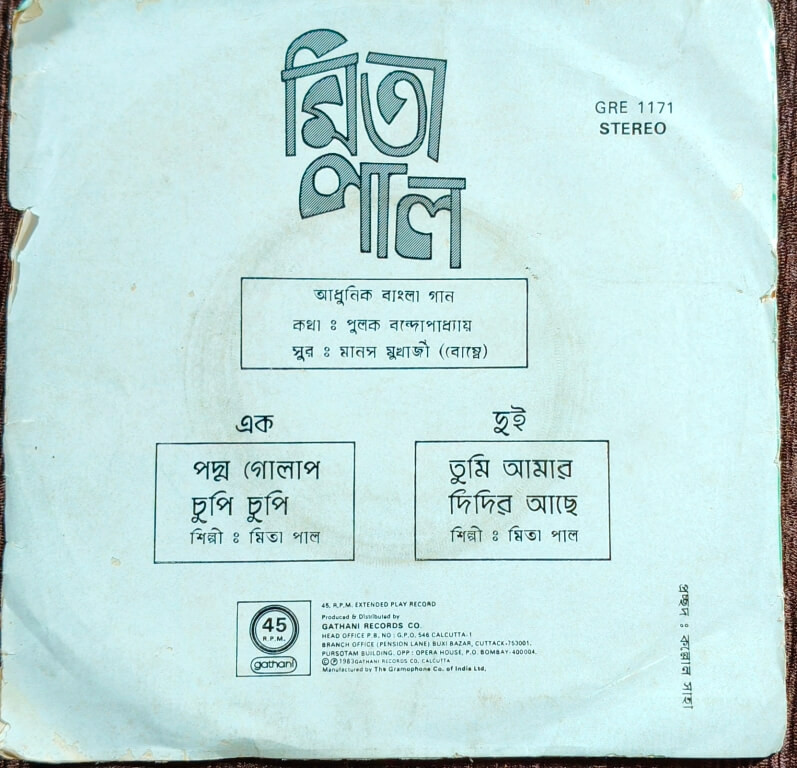 মিতা
পাল
GRE 1171
STEREO
আধুনিক বাংলা গান
কথা ঃ পুলক বন্দোপাধ্যায়
সুর ঃ মানস মুখার্জী (বোম্বে)
এক
পদ্ম গোলাপ
চুপি চুপি
শিল্পী ঃ মিতা পাল
দুই
তুমি আমার
দিদির আছে
শিল্পী ঃ মিতা পাল
45
R.P.M.
gathani
45. R.P.M. EXTENDED PLAY RECORD
Produced & Distributed by
GATHANI RECORDS CO.
HEAD OFFICE P.B. NO : G.P.O. 546 CALCUTTA-1
BRANCH OFFICE (PENSION LANE) BUXI BAZAR, CUTTACK-753001.
PURSOTAM BUILDING. OPP : OPERA HOUSE, P.O. BOMBAY-400004.
© ℗ 1983 GATHANI RECORDS CO. CALCUTTA
Manufactured by The Gramophone Co. of India Ltd.
প্রচ্ছদ : কল্লোল সাহা